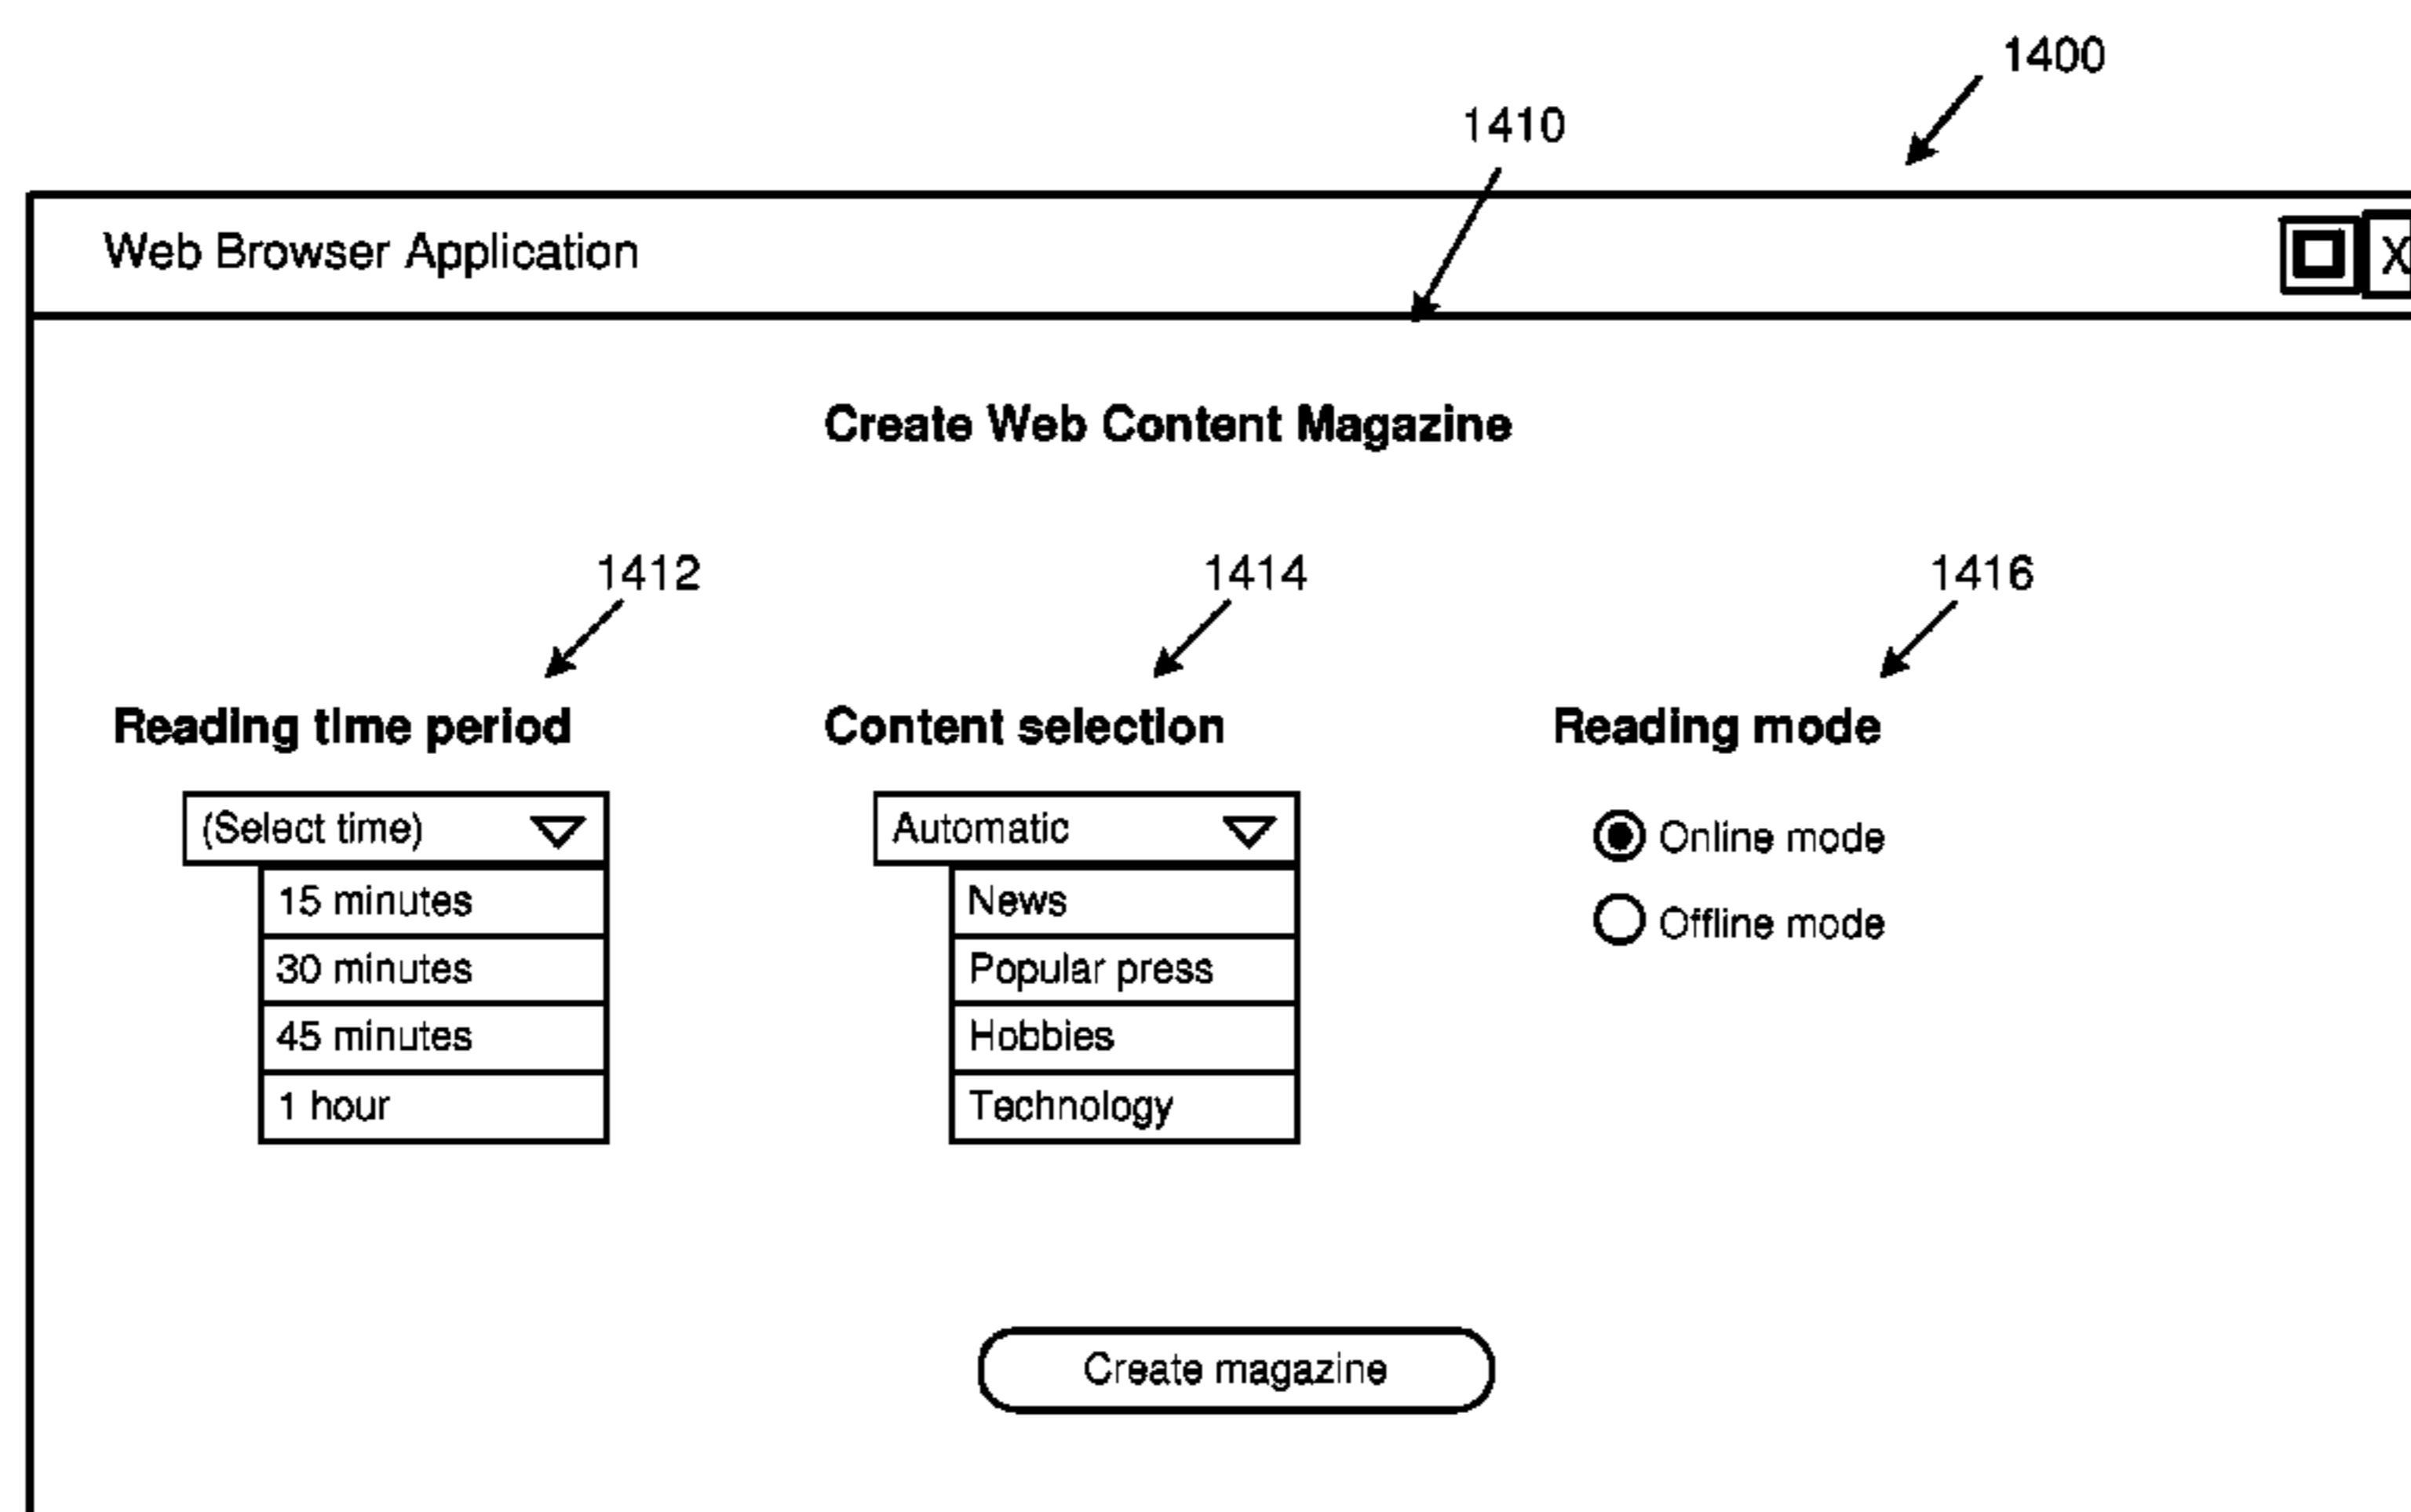 1400
1410
Web Browser Application
X
Create Web Content Magazine
1412
1414
1416
Reading time period
Content selection
Reading mode
(Select time)
Automatic
Online mode
15 minutes
News
Offline mode
30 minutes
Popular press
45 minutes
Hobbies
1 hour
Technology
Create magazine